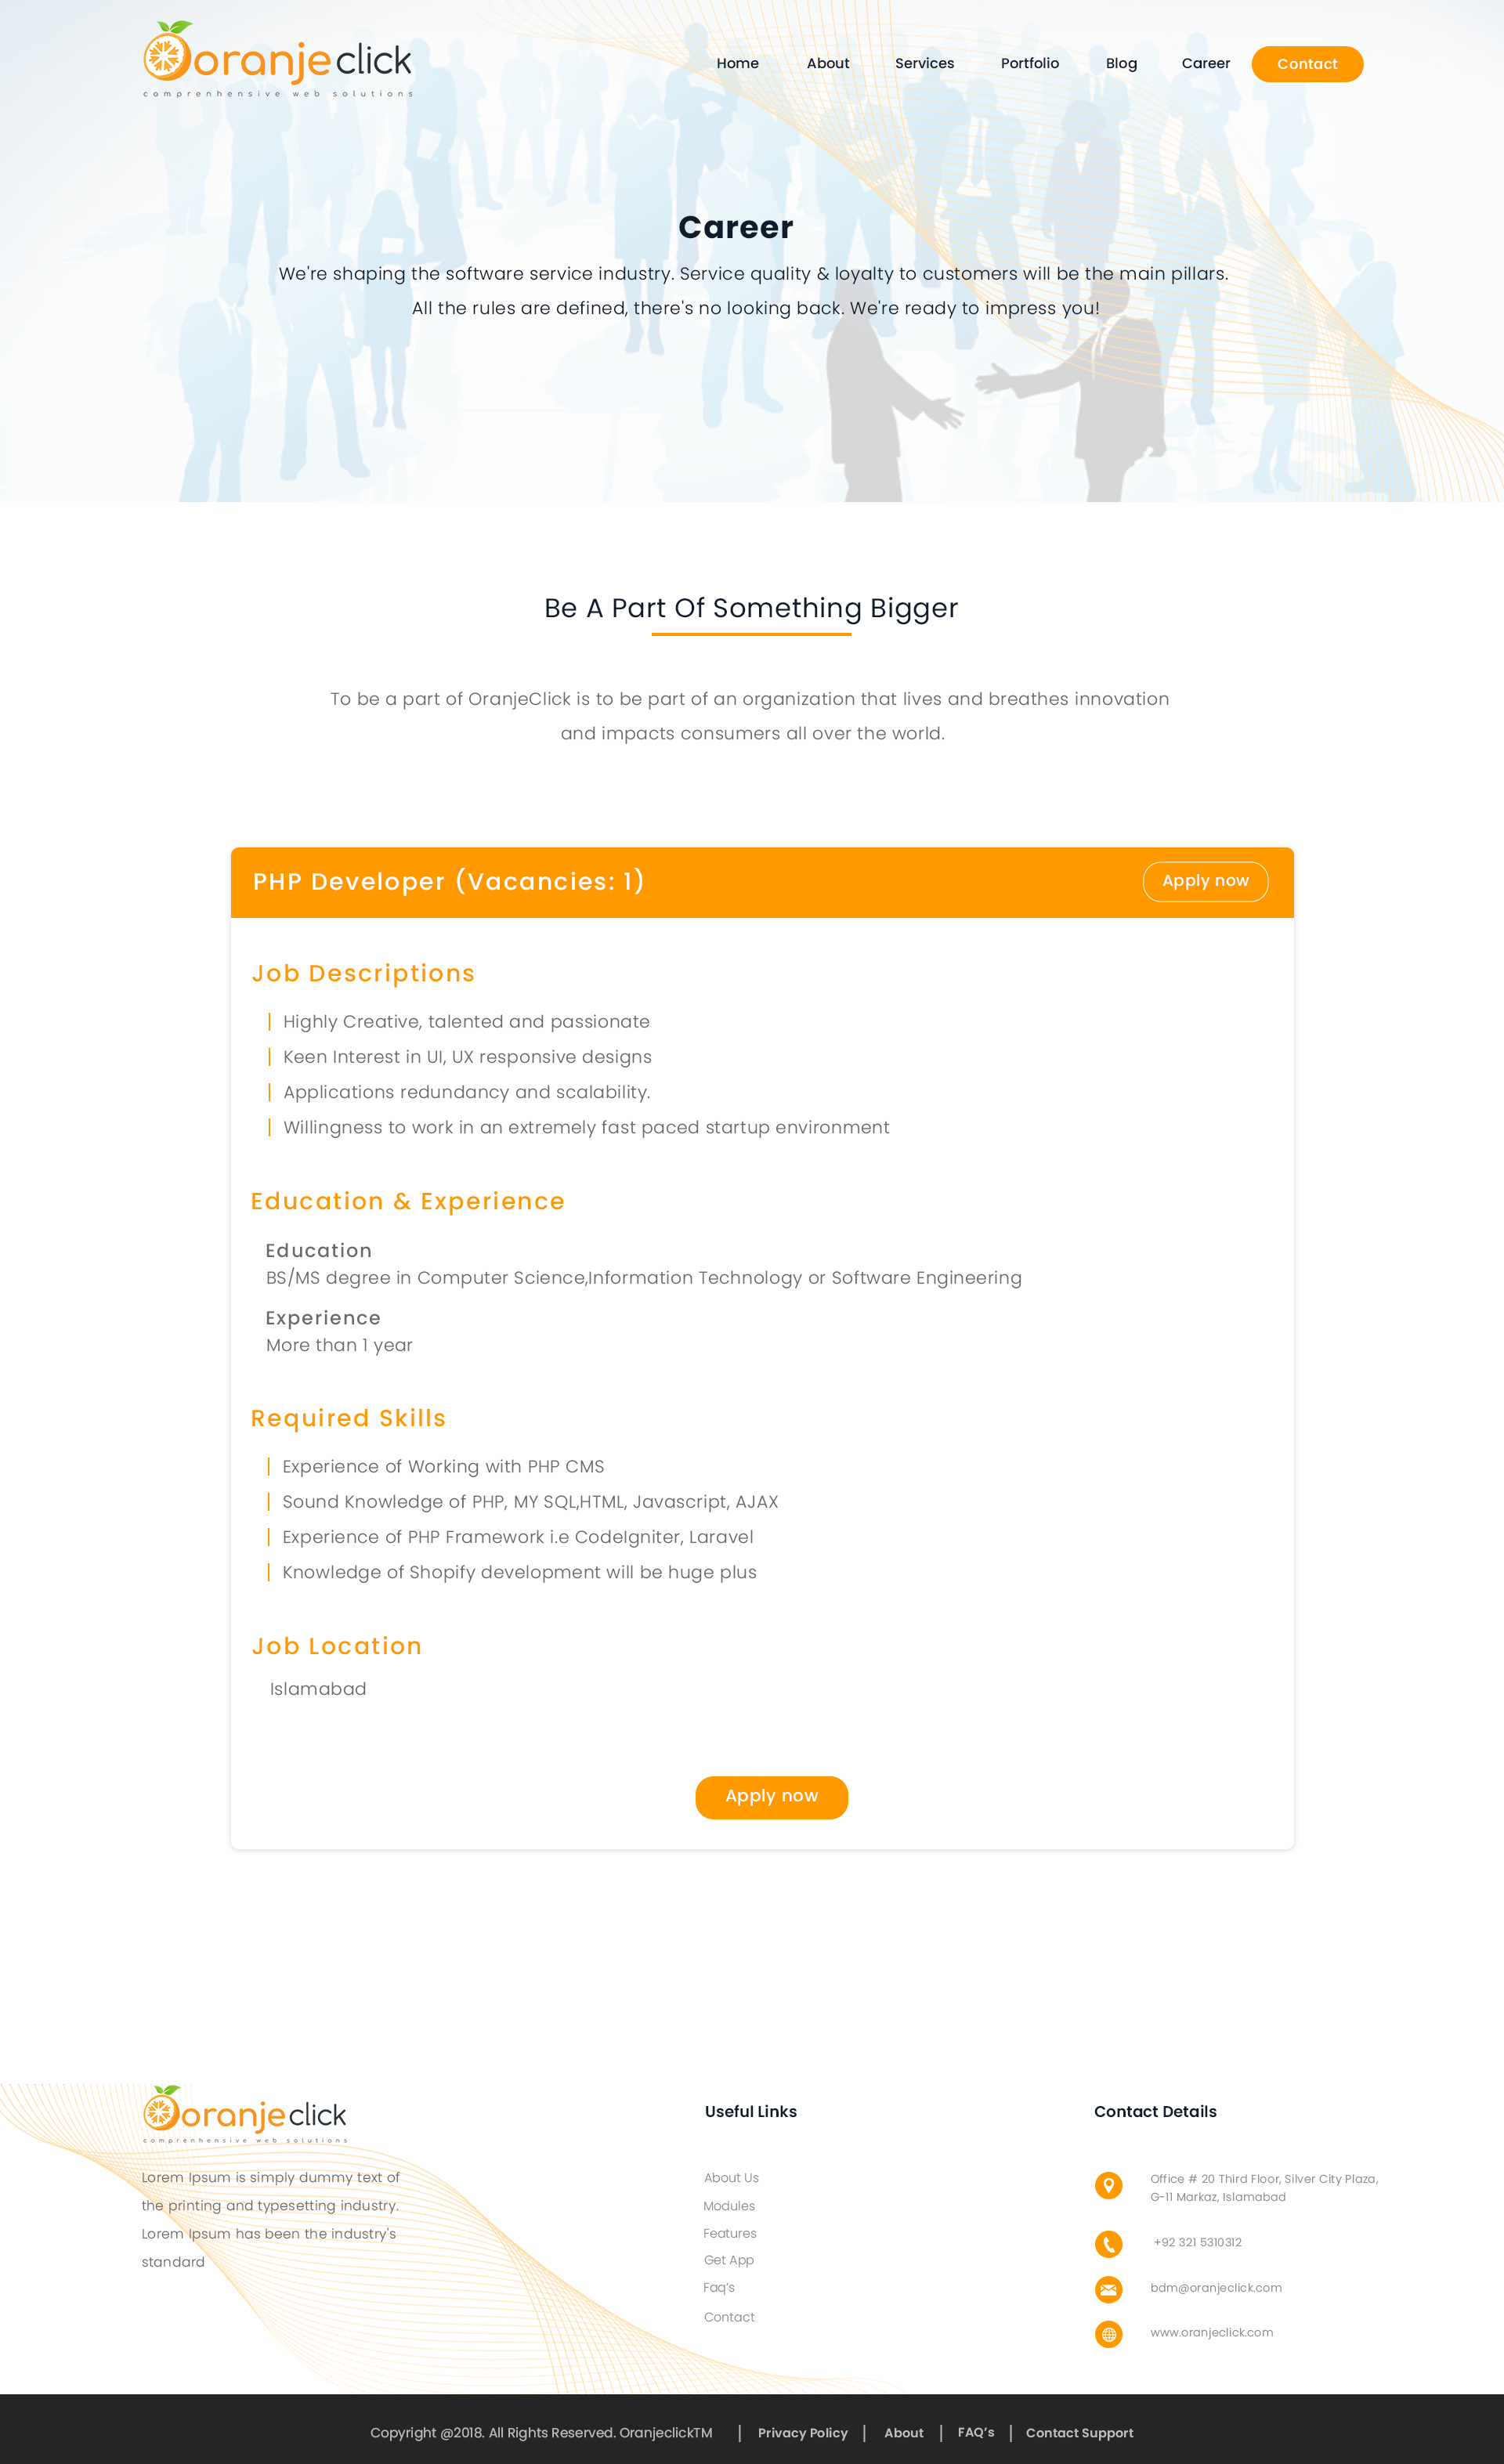 oranjeclick
comprenhensive web solutions
Home About Services Portfolio Blog Career Contact
Career
We're shaping the software service industry. Service quality & loyalty to customers will be the main pillars.
All the rules are defined, there's no looking back. We're ready to impress you!
Be A Part Of Something Bigger
To be a part of OranjeClick is to be part of an organization that lives and breathes innovation
and impacts consumers all over the world.
PHP Developer (Vacancies: 1)
Apply now
Job Descriptions
Highly Creative, talented and passionate
Keen Interest in UI, UX responsive designs
Applications redundancy and scalability.
Willingness to work in an extremely fast paced startup environment
Education & Experience
Education
BS/MS degree in Computer Science,Information Technology or Software Engineering
Experience
More than 1 year
Required Skills
Experience of Working with PHP CMS
Sound Knowledge of PHP, MY SQL,HTML, Javascript, AJAX
Experience of PHP Framework i.e CodeIgniter, Laravel
Knowledge of Shopify development will be huge plus
Job Location
Islamabad
Apply now
oranjeclick
comprenhensive web solutions
Lorem Ipsum is simply dummy text of
the printing and typesetting industry.
Lorem Ipsum has been the industry's
standard
Useful Links
About Us
Modules
Features
Get App
Faq's
Contact
Contact Details
Office # 20 Third Floor, Silver City Plaza,
G-11 Markaz, Islamabad
+92 321 5310312
bdm@oranjeclick.com
www.oranjeclick.com
Copyright @2018. All Rights Reserved. OranjeclickTM | Privacy Policy | About | FAQ's | Contact Support